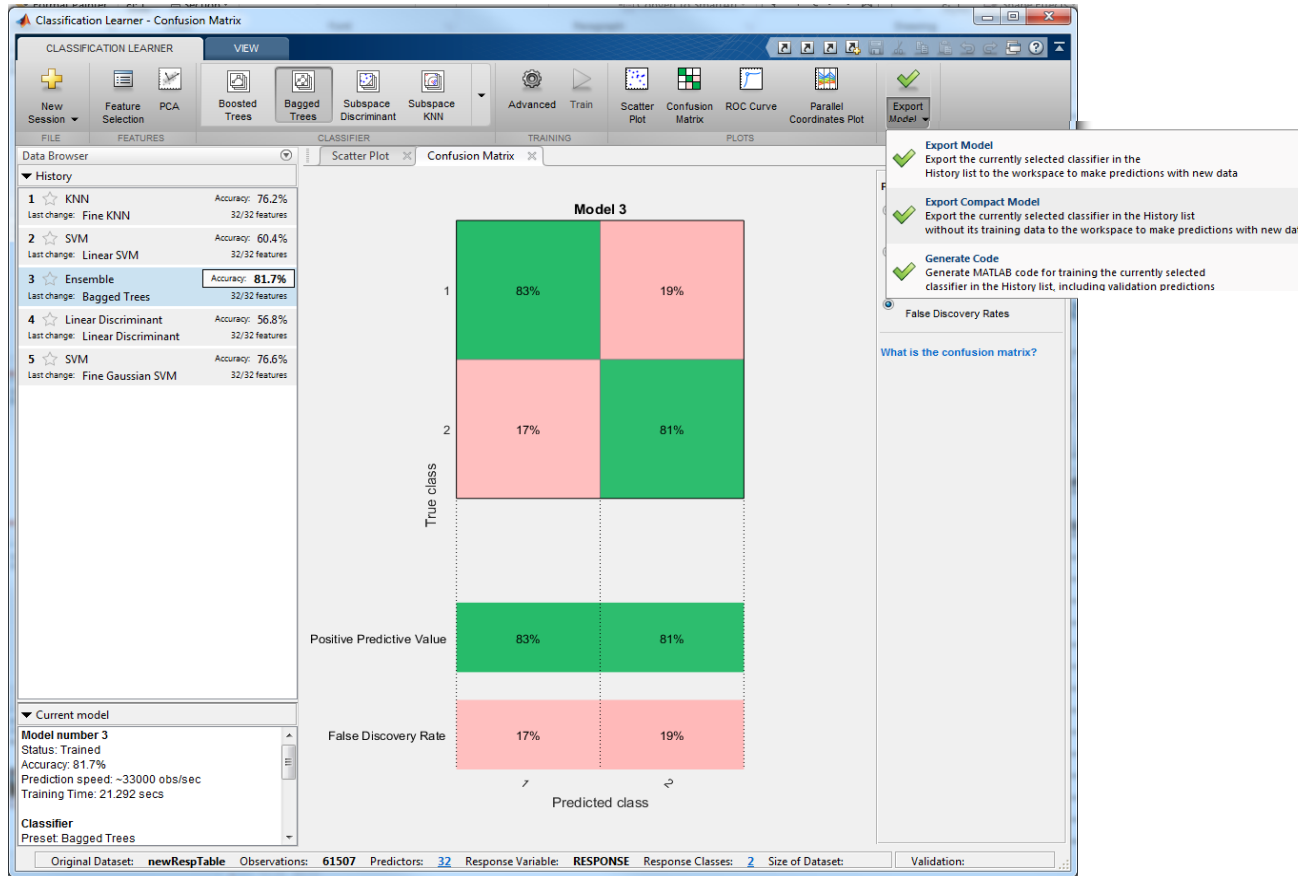 Classification Learner - Confusion Matrix
CLASSIFICATION LEARNER
VIEW
New
Session
Feature
Selection
PCA
Boosted
Trees
Bagged
Trees
Subspace
Discriminant
Subspace
KNN
Advanced
Train
Scatter
Plot
Confusion
Matrix
ROC Curve
Parallel
Coordinates Plot
Export
Model
FILE
FEATURES
CLASSIFIER
TRAINING
PLOTS
Export Model
Export the currently selected classifier in the
History list to the workspace to make predictions with new data
Export Compact Model
Export the currently selected classifier in the History list
without its training data to the workspace to make predictions with new dat
Generate Code
Generate MATLAB code for training the currently selected
classifier in the History list, including validation predictions
Data Browser
History
1 KNN Accuracy: 76.2%
Last change: Fine KNN 32/32 features
2 SVM Accuracy: 60.4%
Last change: Linear SVM 32/32 features
3 Ensemble Accuracy: 81.7%
Last change: Bagged Trees 32/32 features
4 Linear Discriminant Accuracy: 56.8%
Last change: Linear Discriminant 32/32 features
5 SVM Accuracy: 76.6%
Last change: Fine Gaussian SVM 32/32 features
Scatter Plot
Confusion Matrix
Model 3
1 83% 19%
2 17% 81%
True class
Positive Predictive Value 83% 81%
False Discovery Rate 17% 19%
1 2
Predicted class
False Discovery Rates
What is the confusion matrix?
Current model
Model number 3
Status: Trained
Accuracy: 81.7%
Prediction speed: ~33000 obs/sec
Training Time: 21.292 secs
Classifier
Preset: Bagged Trees
Original Dataset: newRespTable Observations: 61507 Predictors: 32 Response Variable: RESPONSE Response Classes: 2 Size of Dataset: Validation: